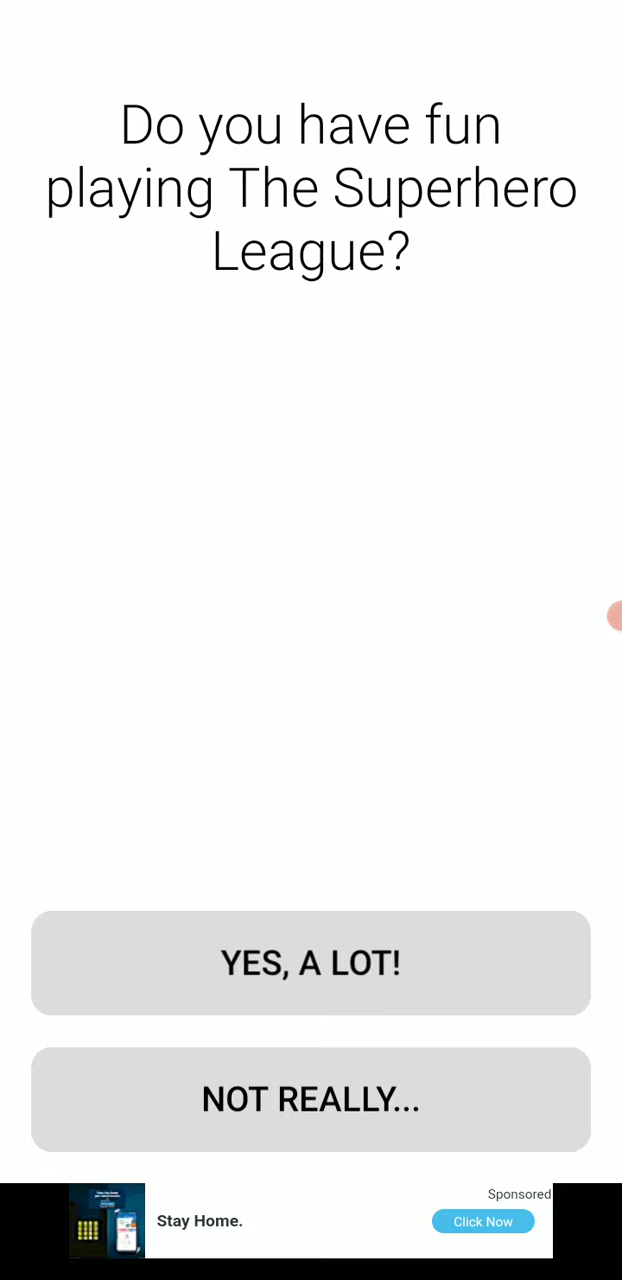 Do you have fun
playing The Superhero
League?
YES, A LOT!
NOT REALLY...
Sponsored
Stay Home.
Click Now